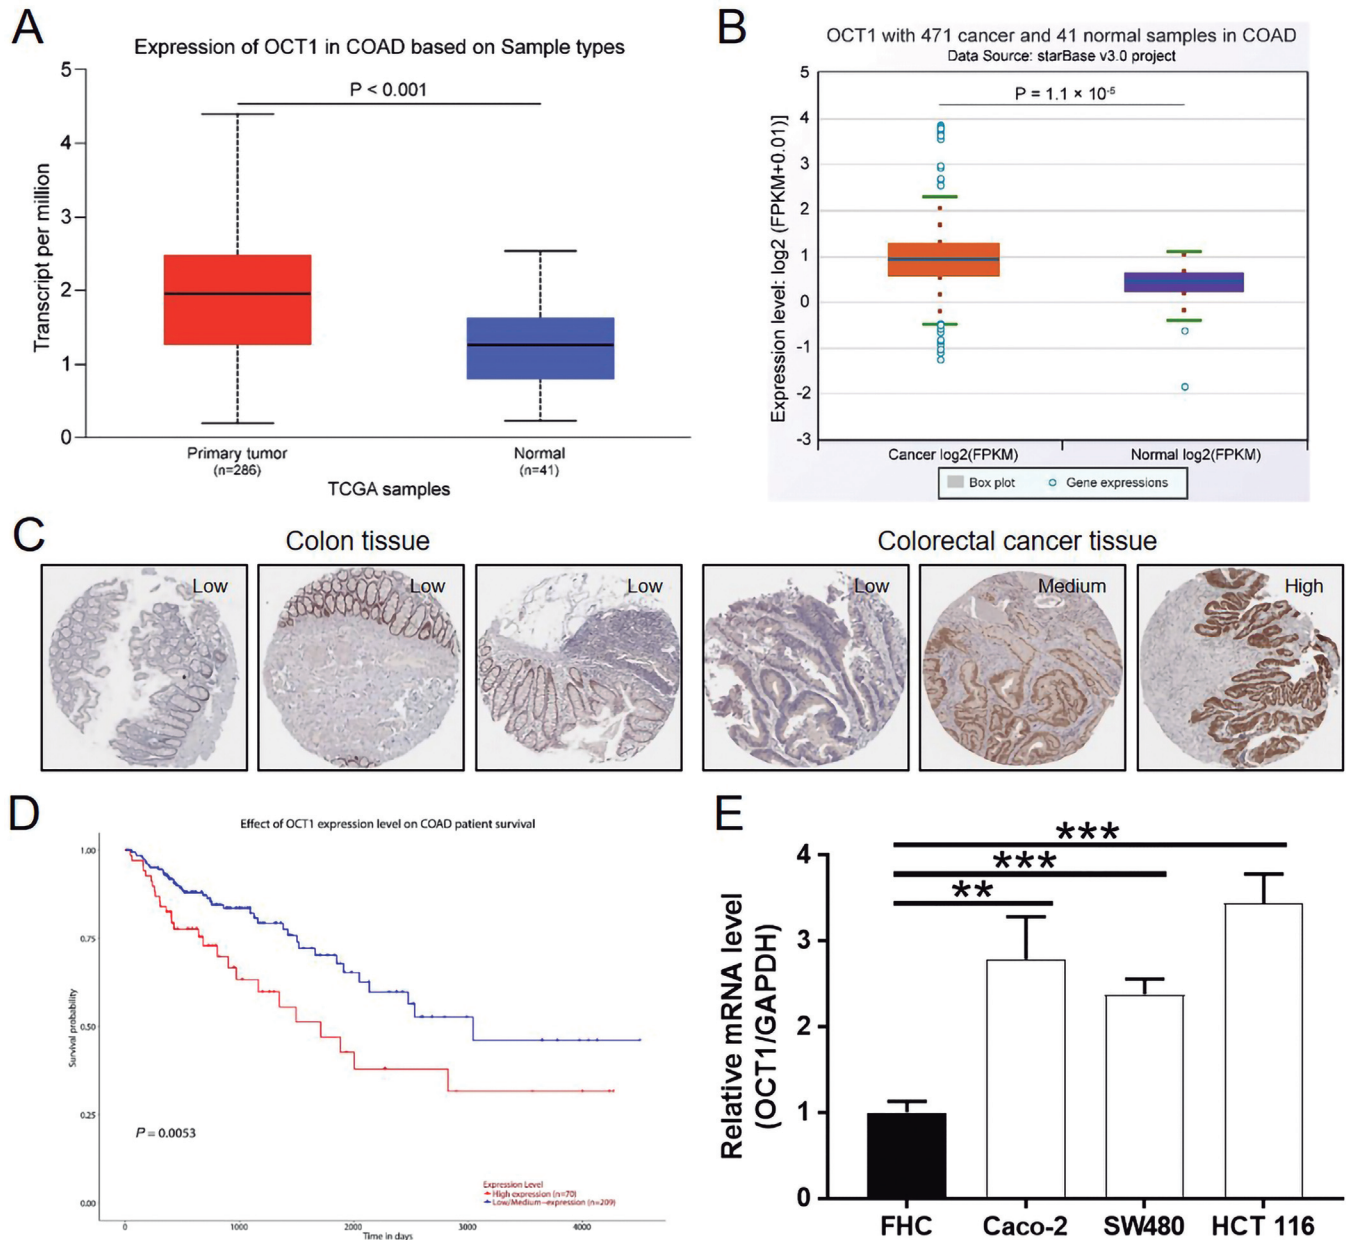 A
Expression of OCT1 in COAD based on Sample types
5
4
3
2
1
0
Transcript per million
P < 0.001
Primary tumor
(n=286)
Normal
(n=41)
TCGA samples
B
OCT1 with 471 cancer and 41 normal samples in COAD
Data Source: starBase v3.0 project
Expression level: log2 (FPKM+0.01)]
5
4
3
2
1
0
-1
-2
-3
P = 1.1 × 10⁻⁵
Cancer log2(FPKM)
Normal log2(FPKM)
Box plot
Gene expressions
C
Colon tissue
Colorectal cancer tissue
Low
Low
Low
Low
Medium
High
D
Effect of OCT1 expression level on COAD patient survival
Survival probability
1.00
0.75
0.50
0.25
0.00
P = 0.0053
Expression Level
High expression (n=70)
Low/Medium-expression (n=209)
0
1000
2000
3000
4000
Time in days
E
Relative mRNA level
(OCT1/GAPDH)
4
3
2
1
0
***
***
**
FHC
Caco-2
SW480
HCT 116